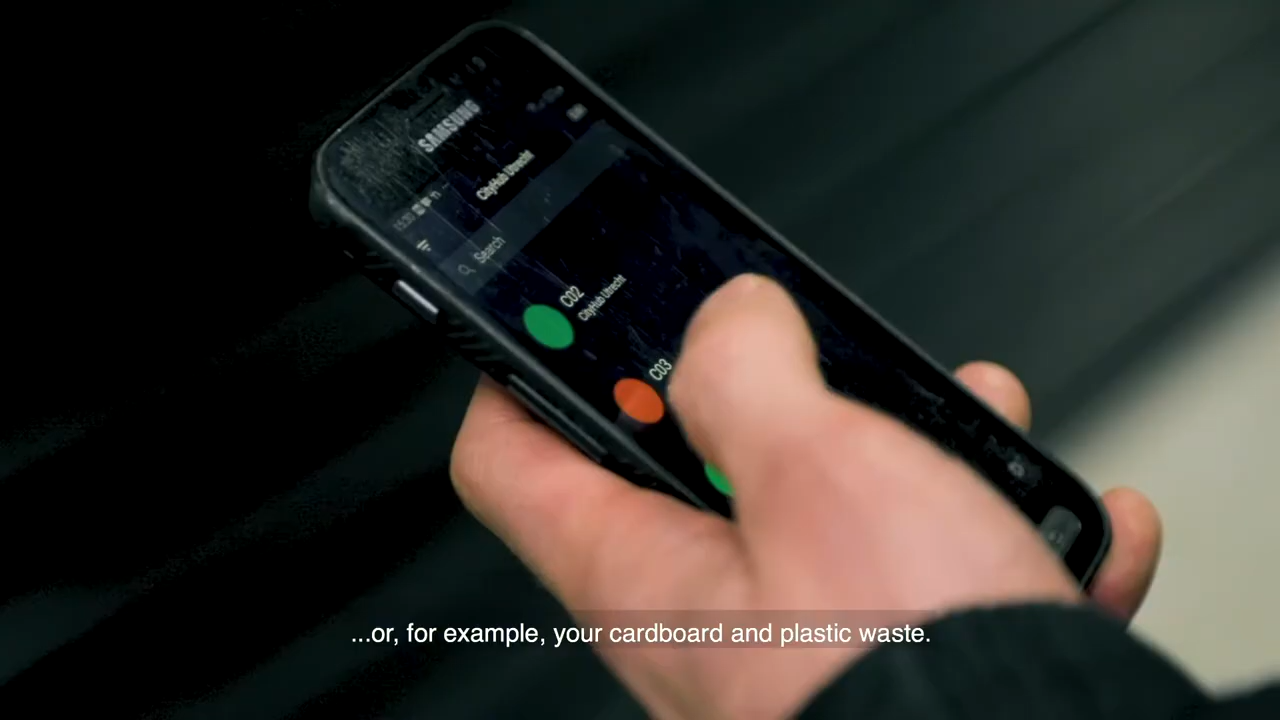 SAMSUNG
CityHub Utrecht
Search
C02
CityHub Utrecht
C03
...or, for example, your cardboard and plastic waste.